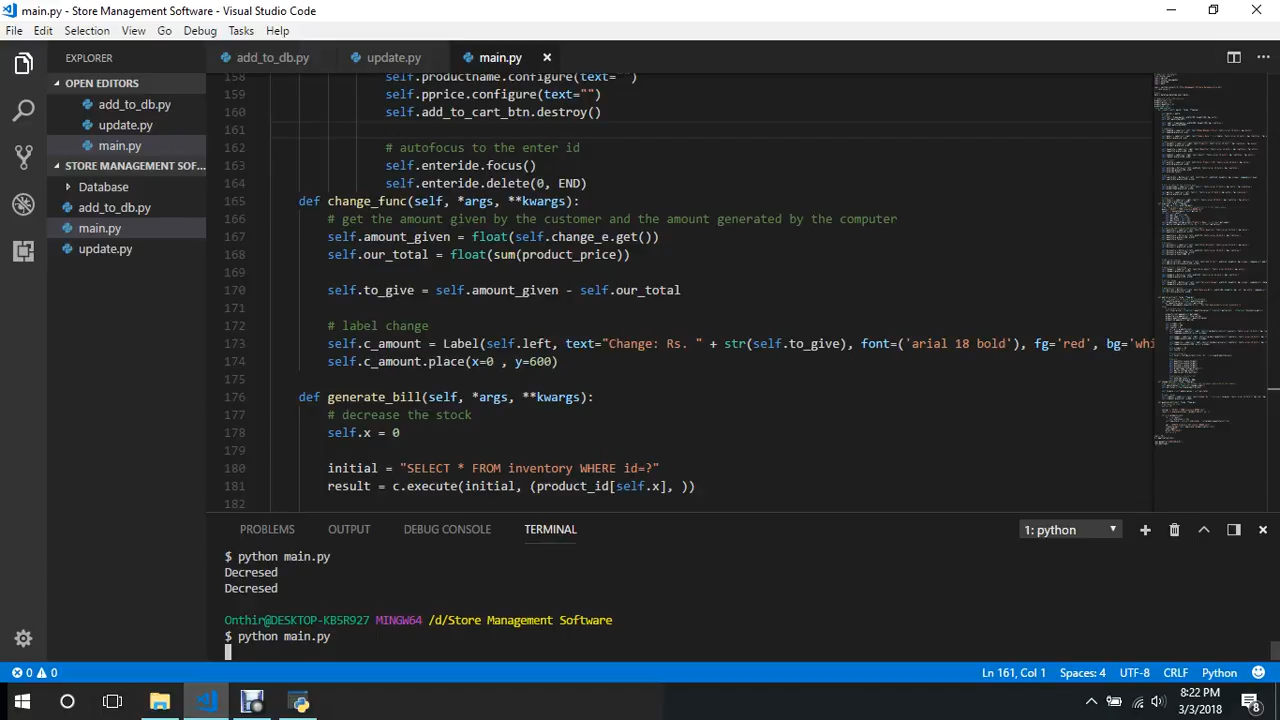 main.py - Store Management Software - Visual Studio Code
File Edit Selection View Go Debug Tasks Help
EXPLORER
OPEN EDITORS
add_to_db.py
update.py
main.py
STORE MANAGEMENT SOF...
Database
add_to_db.py
main.py
update.py
add_to_db.py update.py main.py
158 self.productname.configure(text="")
159 self.pprice.configure(text="")
160 self.add_to_cart_btn.destroy()
161
162 # autofocus to the enter id
163 self.enteride.focus()
164 self.enteride.delete(0, END)
165 def change_func(self, *args, **kwargs):
166 # get the amount given by the customer and the amount generated by the computer
167 self.amount_given = float(self.change_e.get())
168 self.our_total = float(sum(product_price))
169
170 self.to_give = self.amount_given - self.our_total
171
172 # label change
173 self.c_amount = Label(self.left, text="Change: Rs. " + str(self.to_give), font=('arial 18 bold'), fg='red', bg='whi
174 self.c_amount.place(x=0 , y=600)
175
176 def generate_bill(self, *args, **kwargs):
177 # decrease the stock
178 self.x = 0
179
180 initial = "SELECT * FROM inventory WHERE id=?"
181 result = c.execute(initial, (product_id[self.x], ))
182
PROBLEMS OUTPUT DEBUG CONSOLE TERMINAL
1: python
$ python main.py
Decresed
Decresed
Onthir@DESKTOP-KB5R927 MINGW64 /d/Store Management Software
$ python main.py
0 0
Ln 161, Col 1 Spaces: 4 UTF-8 CRLF Python
8:22 PM
3/3/2018
8